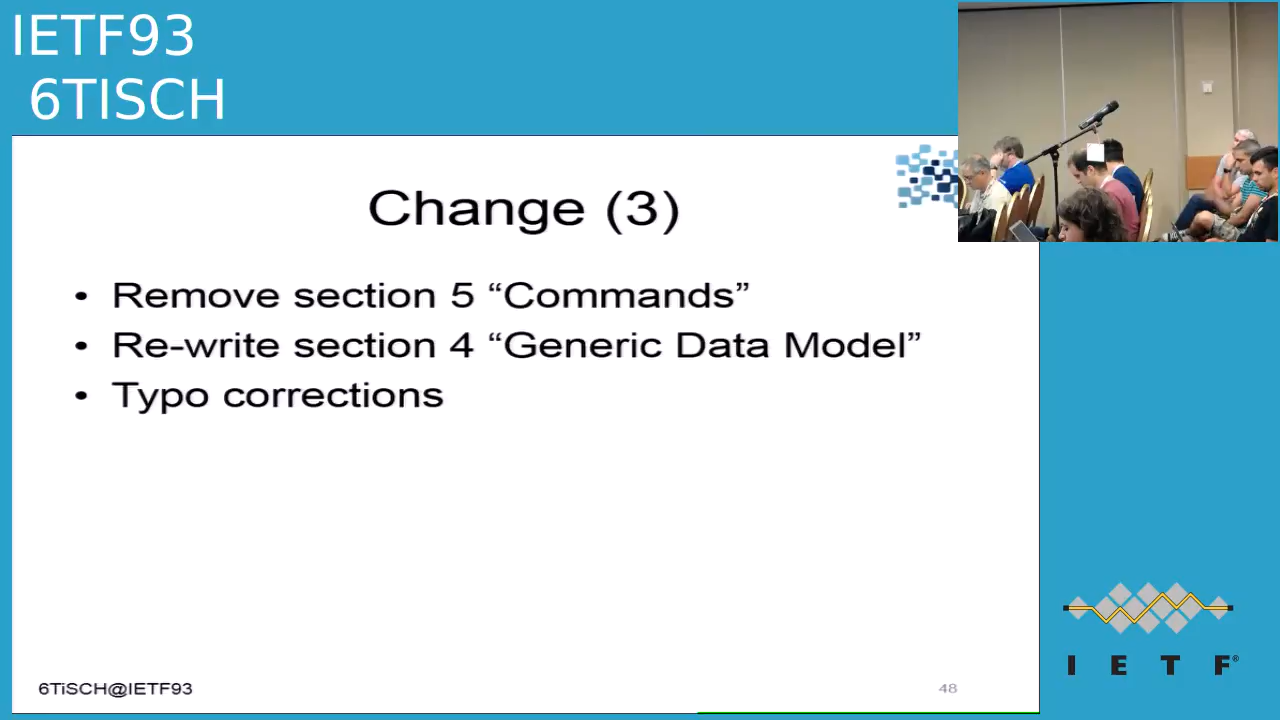 IETF93
6TISCH
Change (3)
• Remove section 5 “Commands”
• Re-write section 4 “Generic Data Model”
• Typo corrections
6TiSCH@IETF93
48
I E T F®